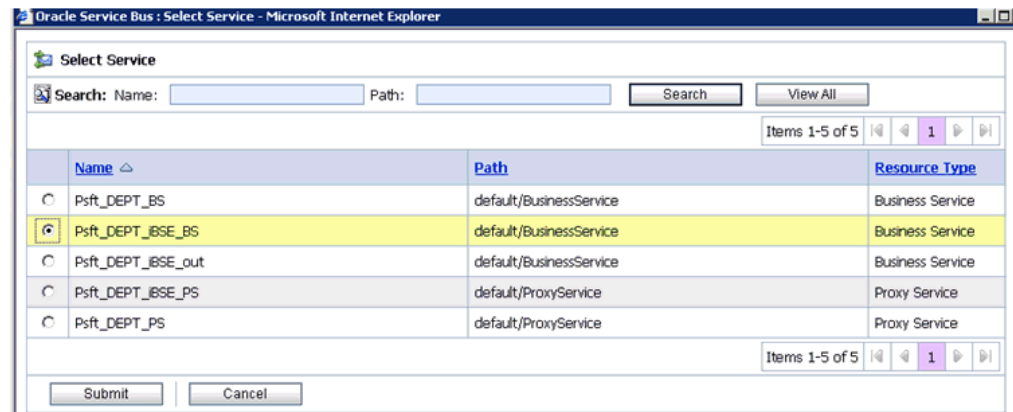 Oracle Service Bus : Select Service - Microsoft Internet Explorer
Select Service
Search: Name: Path: Search View All
Items 1-5 of 5 1
Name Path Resource Type
Psft_DEPT_BS default/BusinessService Business Service
Psft_DEPT_iBSE_BS default/BusinessService Business Service
Psft_DEPT_iBSE_out default/BusinessService Business Service
Psft_DEPT_iBSE_PS default/ProxyService Proxy Service
Psft_DEPT_PS default/ProxyService Proxy Service
Items 1-5 of 5 1
Submit Cancel